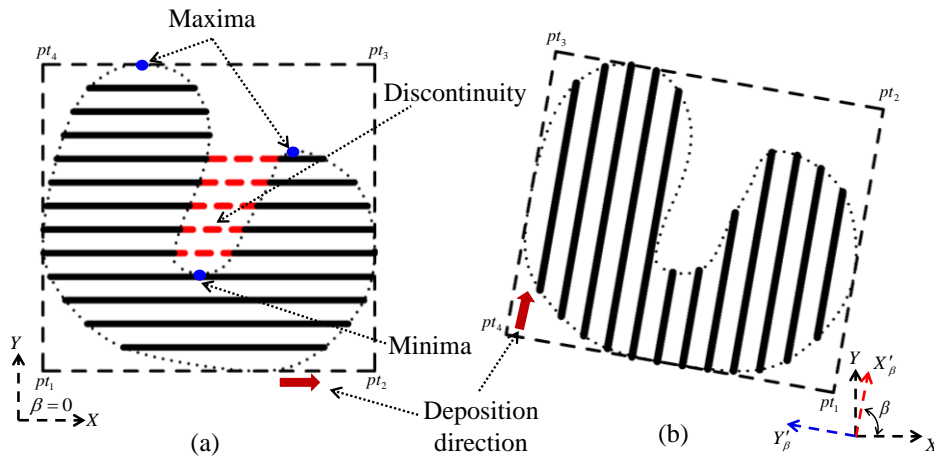 Maxima
pt4
pt3
Discontinuity
Minima
Y
β = 0
X
pt1
pt2
(a)
Deposition
direction
pt3
pt2
pt4
pt1
(b)
Y
X′β
β
Y′β
X